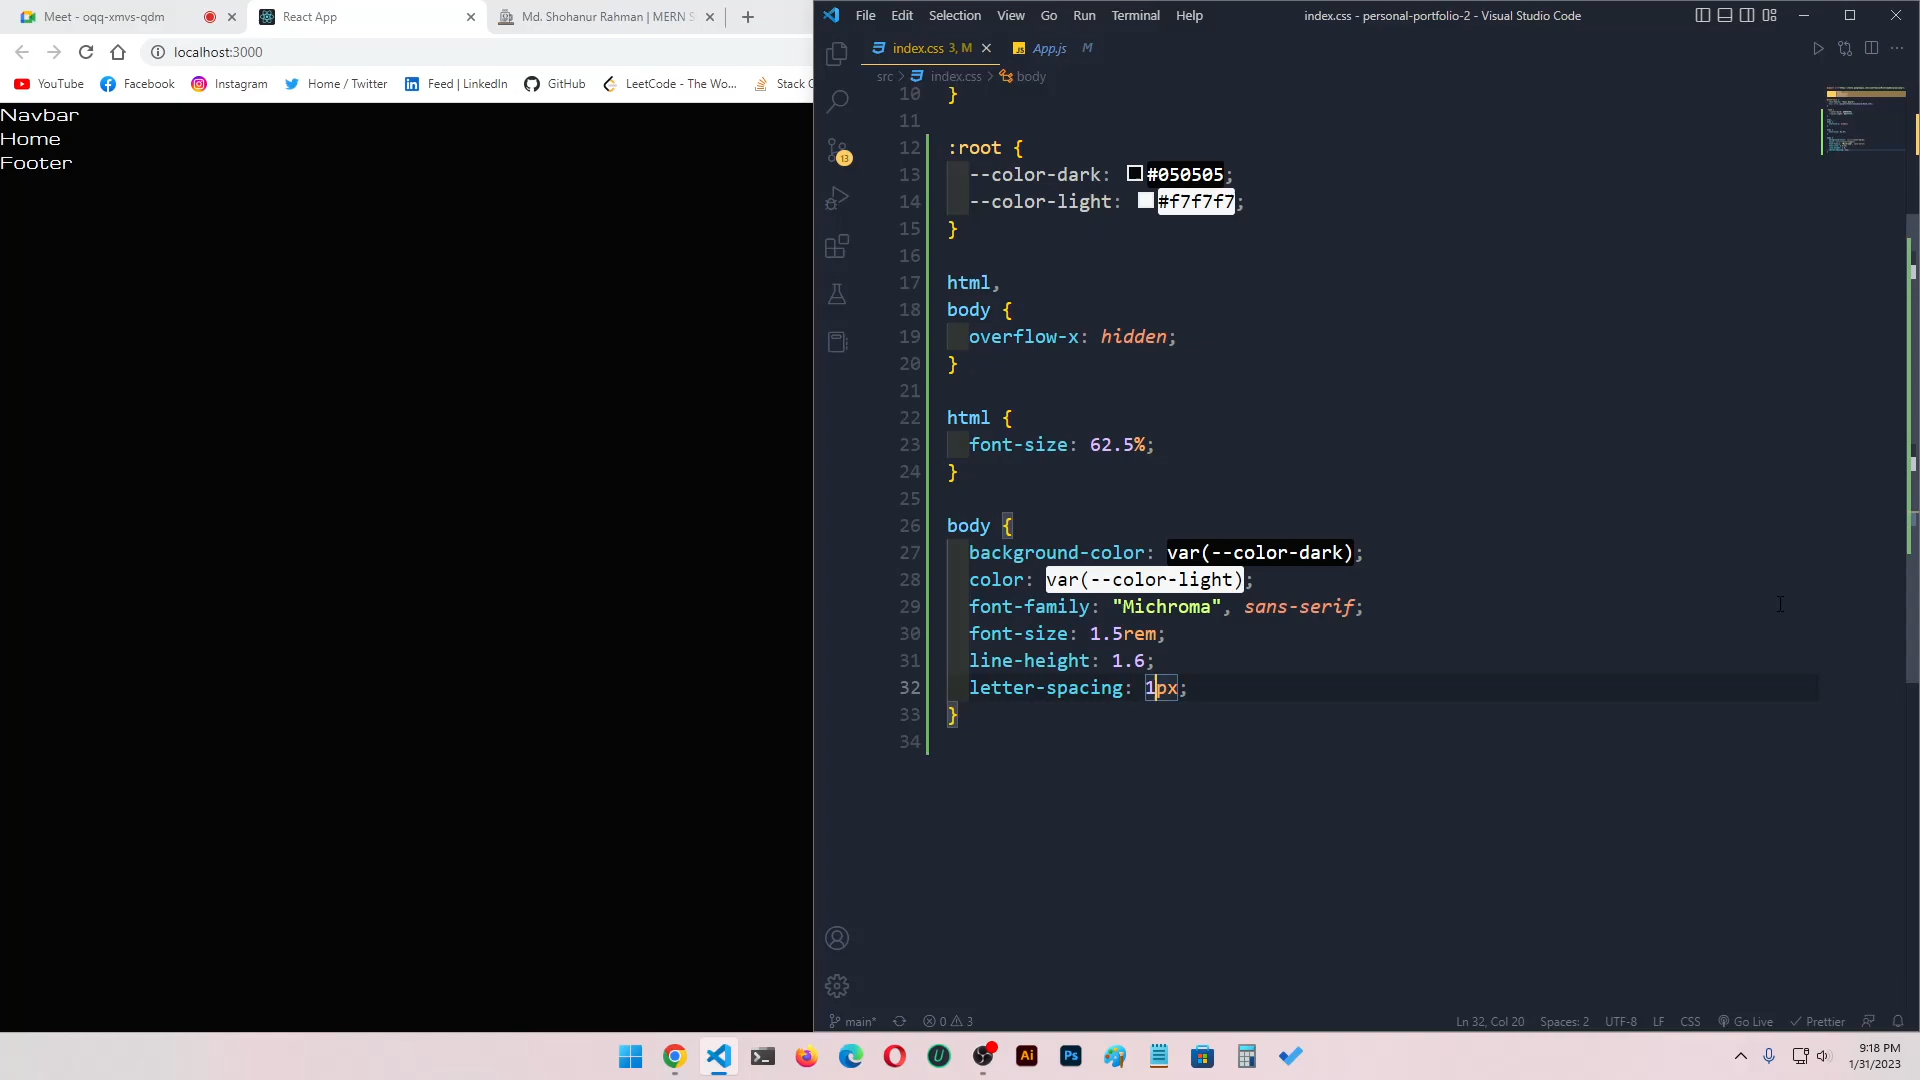 Meet - oqq-xmvs-qdm
React App
Md. Shohanur Rahman | MERN S
localhost:3000
YouTube
Facebook
Instagram
Home / Twitter
Feed | LinkedIn
GitHub
LeetCode - The Wo...
Stack O
Navbar
Home
Footer
File Edit Selection View Go Run Terminal Help
index.css - personal-portfolio-2 - Visual Studio Code
index.css 3, M
App.js M
src > index.css > body
13
10 }
11
12 :root {
13 --color-dark: #050505;
14 --color-light: #f7f7f7;
15 }
16
17 html,
18 body {
19 overflow-x: hidden;
20 }
21
22 html {
23 font-size: 62.5%;
24 }
25
26 body {
27 background-color: var(--color-dark);
28 color: var(--color-light);
29 font-family: "Michroma", sans-serif;
30 font-size: 1.5rem;
31 line-height: 1.6;
32 letter-spacing: 1px;
33 }
34
main* 0 3
Ln 32, Col 20 Spaces: 2 UTF-8 LF CSS Go Live Prettier
Ai
Ps
9:18 PM
1/31/2023